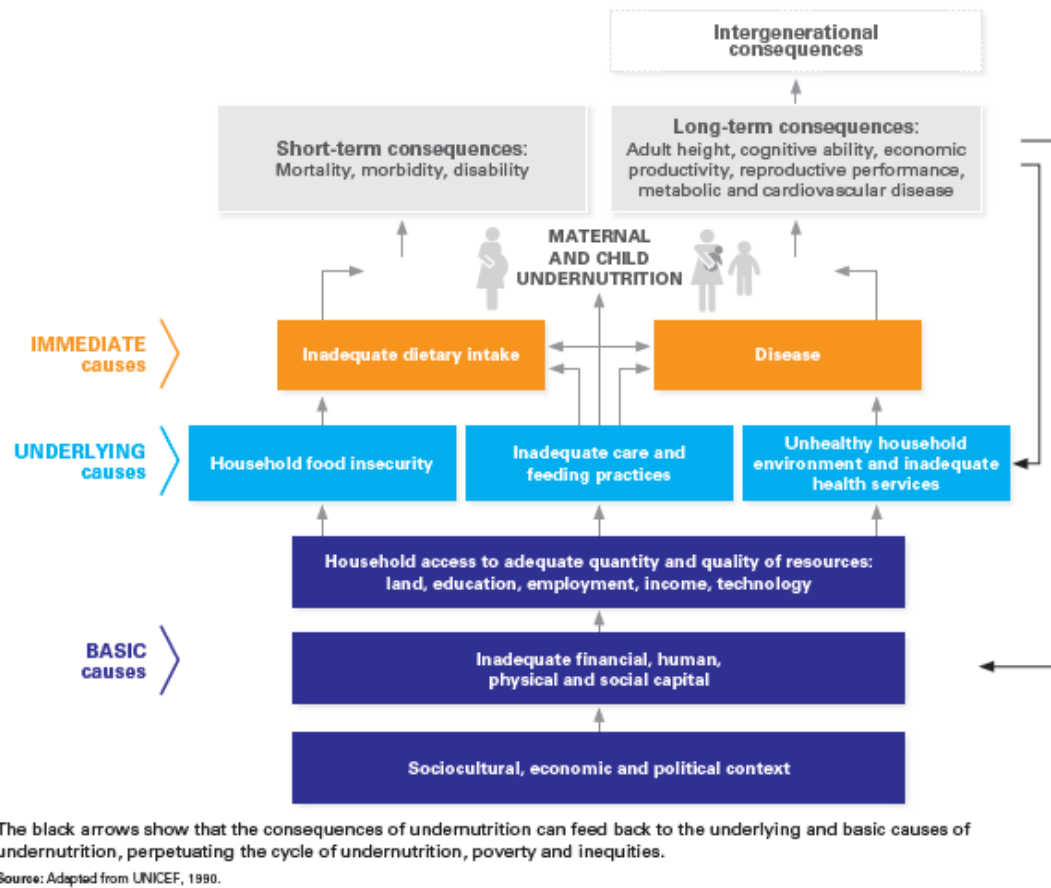 Intergenerational
consequences
Short-term consequences:
Mortality, morbidity, disability
Long-term consequences:
Adult height, cognitive ability, economic
productivity, reproductive performance,
metabolic and cardiovascular disease
MATERNAL
AND CHILD
UNDERNUTRITION
IMMEDIATE
causes
Inadequate dietary intake
Disease
UNDERLYING
causes
Household food insecurity
Inadequate care and
feeding practices
Unhealthy household
environment and inadequate
health services
Household access to adequate quantity and quality of resources:
land, education, employment, income, technology
BASIC
causes
Inadequate financial, human,
physical and social capital
Sociocultural, economic and political context
The black arrows show that the consequences of undernutrition can feed back to the underlying and basic causes of
undernutrition, perpetuating the cycle of undernutrition, poverty and inequities.
Source: Adapted from UNICEF, 1990.